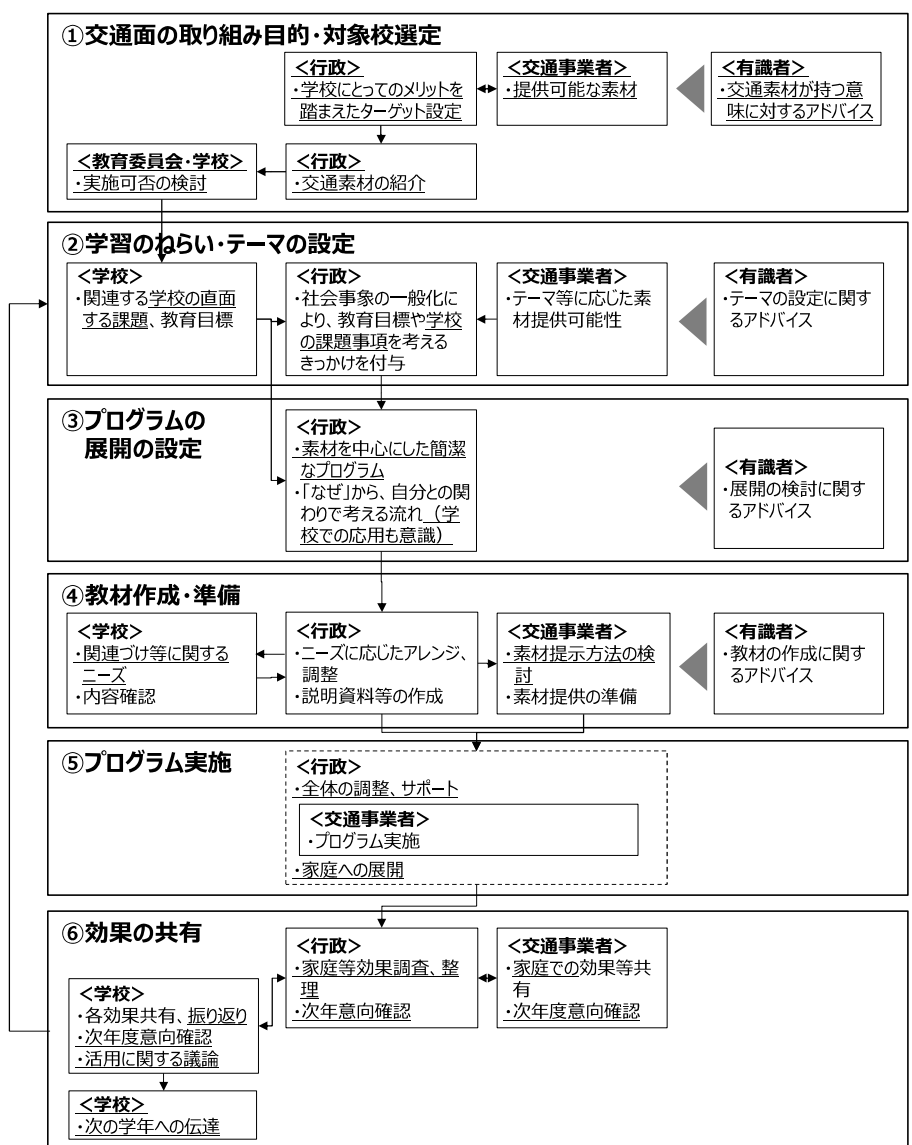 ①交通面の取り組み目的・対象校選定
<行政>
・学校にとってのメリットを
踏まえたターゲット設定
<交通事業者>
・提供可能な素材
<有識者>
・交通素材が持つ意
味に対するアドバイス
<教育委員会・学校>
・実施可否の検討
<行政>
・交通素材の紹介
②学習のねらい・テーマの設定
<学校>
・関連する学校の直面
する課題、教育目標
<行政>
・社会事象の一般化に
より、教育目標や学校
の課題事項を考える
きっかけを付与
<交通事業者>
・テーマ等に応じた素
材提供可能性
<有識者>
・テーマの設定に関す
るアドバイス
③プログラムの
展開の設定
<行政>
・素材を中心にした簡潔
なプログラム
・「なぜ」から、自分との関
わりで考える流れ（学
校での応用も意識）
<有識者>
・展開の検討に関す
るアドバイス
④教材作成・準備
<学校>
・関連づけ等に関する
ニーズ
・内容確認
<行政>
・ニーズに応じたアレンジ、
調整
・説明資料等の作成
<交通事業者>
・素材提示方法の検
討
・素材提供の準備
<有識者>
・教材の作成に関す
るアドバイス
⑤プログラム実施
<行政>
・全体の調整、サポート
<交通事業者>
・プログラム実施
・家庭への展開
⑥効果の共有
<行政>
・家庭等効果調査、整
理
・次年意向確認
<交通事業者>
・家庭での効果等共
有
・次年度意向確認
<学校>
・各効果共有、振り返り
・次年度意向確認
・活用に関する議論
<学校>
・次の学年への伝達